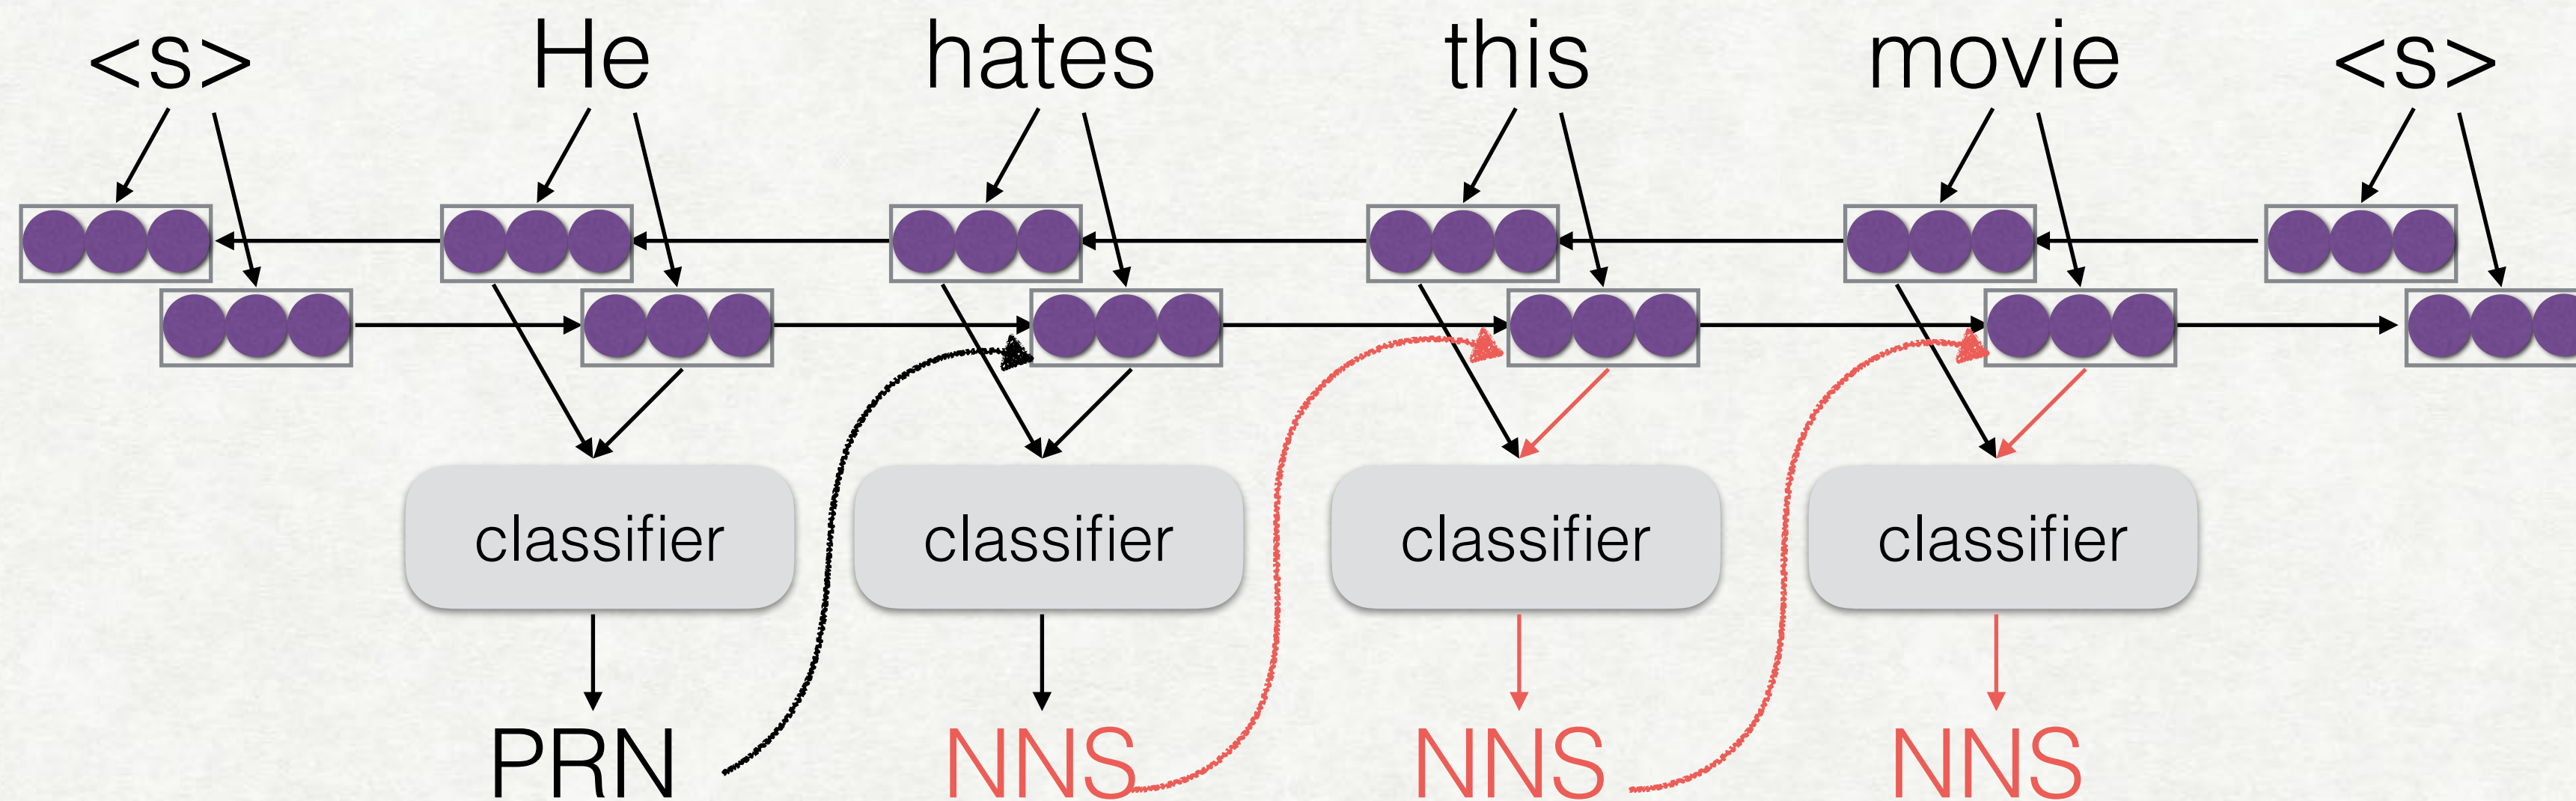 <s> He hates this movie <s>
classifier classifier classifier classifier
PRN NNS NNS NNS